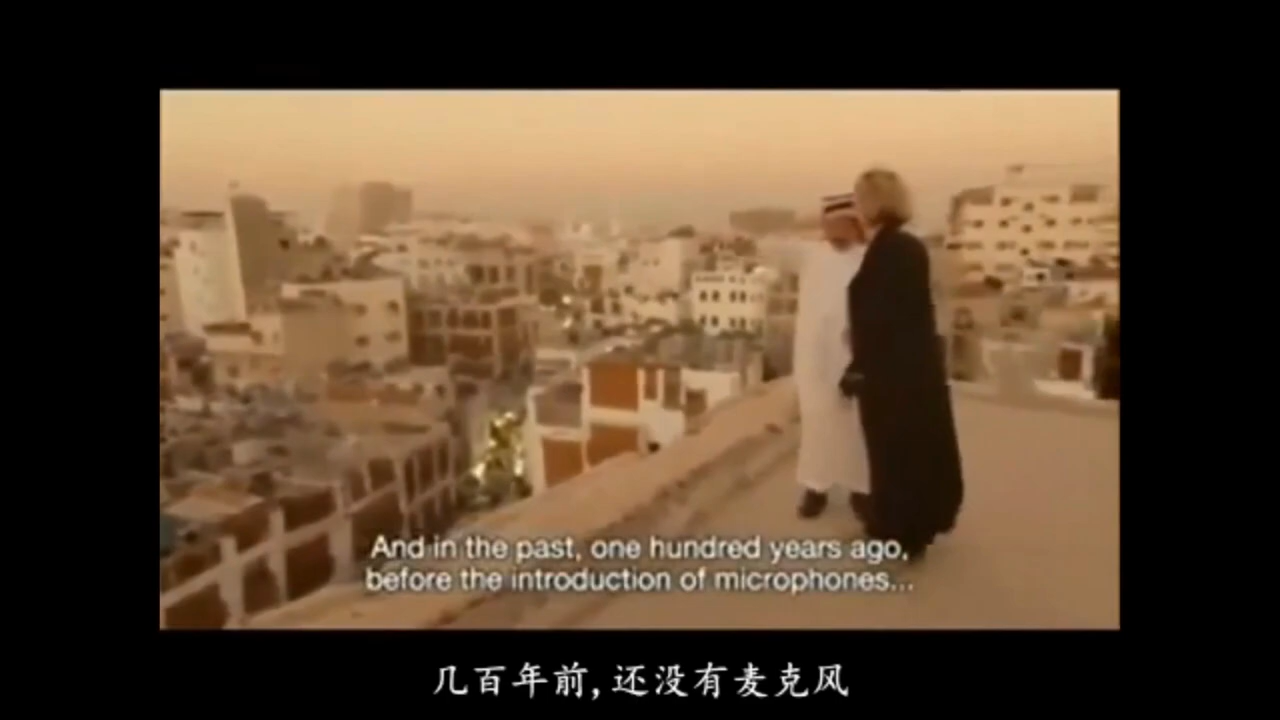 And in the past, one hundred years ago,
before the introduction of microphones...
几百年前,还没有麦克风